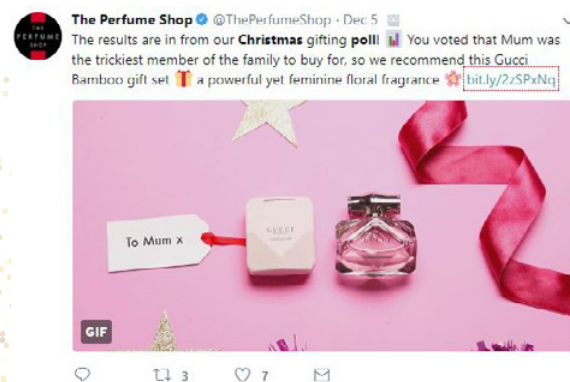 THE PERFUME SHOP
The Perfume Shop @ThePerfumeShop · Dec 5
The results are in from our Christmas gifting poll! 📊 You voted that Mum was
the trickiest member of the family to buy for, so we recommend this Gucci
Bamboo gift set 🎁 a powerful yet feminine floral fragrance 🌸 bit.ly/2zSPxNq
To Mum x
GUCCI
GIF
3 7